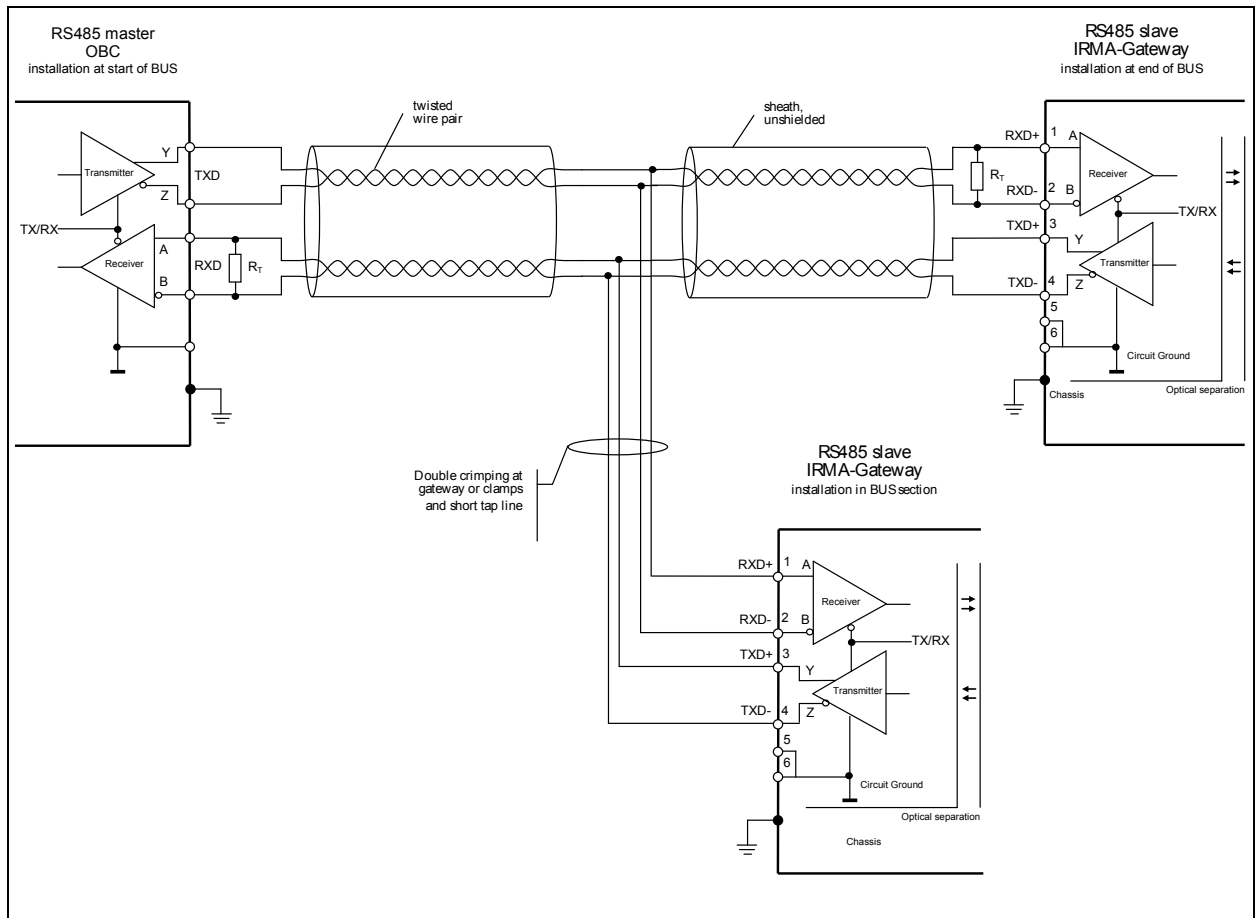 RS485 master
OBC
installation at start of BUS
RS485 slave
IRMA-Gateway
installation at end of BUS
twisted
wire pair
sheath,
unshielded
Transmitter
Y
Z
TXD
TX/RX
Receiver
A
B
RXD
RT
RXD+
1
A
RT
RXD-
2
B
Receiver
TX/RX
TXD+
3
Y
Transmitter
TXD-
4
Z
5
6
Circuit Ground
Chassis
Optical separation
Double crimping at
gateway or clamps
and short tap line
RS485 slave
IRMA-Gateway
installation in BUS section
RXD+
1
A
Receiver
RXD-
2
B
TX/RX
TXD+
3
Y
Transmitter
TXD-
4
Z
5
6
Circuit Ground
Optical separation
Chassis